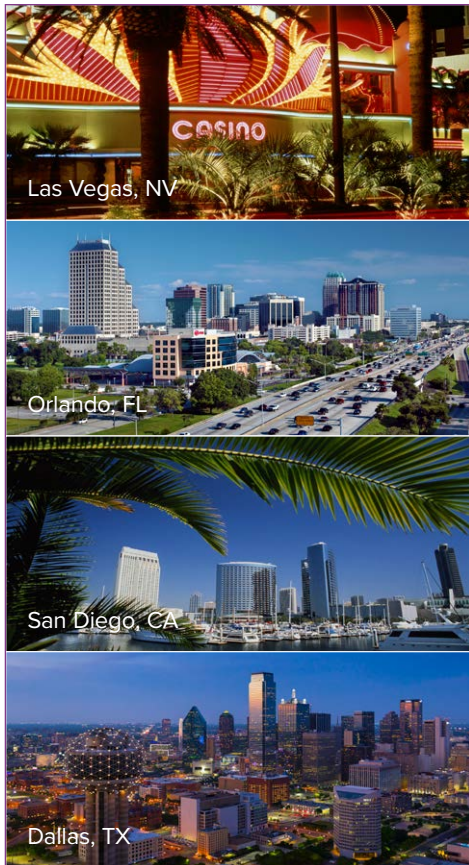 CASINO
Las Vegas, NV
Orlando, FL
San Diego, CA
Dallas, TX